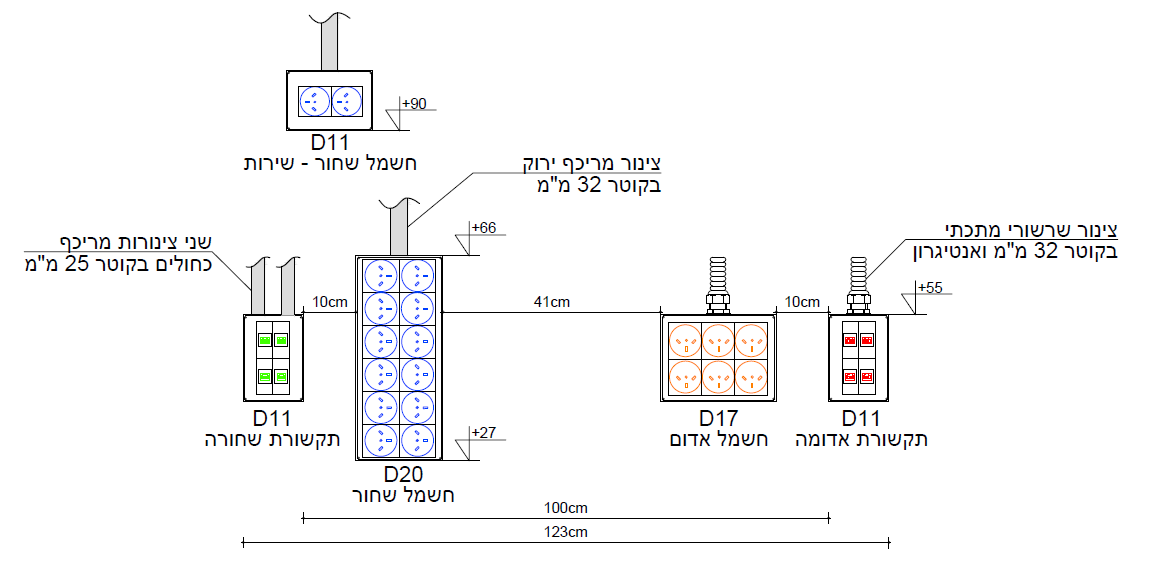 +90
D11
חשמל שחור - שירות
צינור מריכף ירוק
בקוטר 32 מ"מ
שני צינורות מריכף
כחולים בקוטר 25 מ"מ
+66
צינור שרשורי מתכתי
בקוטר 32 מ"מ ואנטיגרון
10cm
41cm
10cm
+55
D11
תקשורת שחורה
+27
D20
חשמל שחור
D17
חשמל אדום
D11
תקשורת אדומה
100cm
123cm